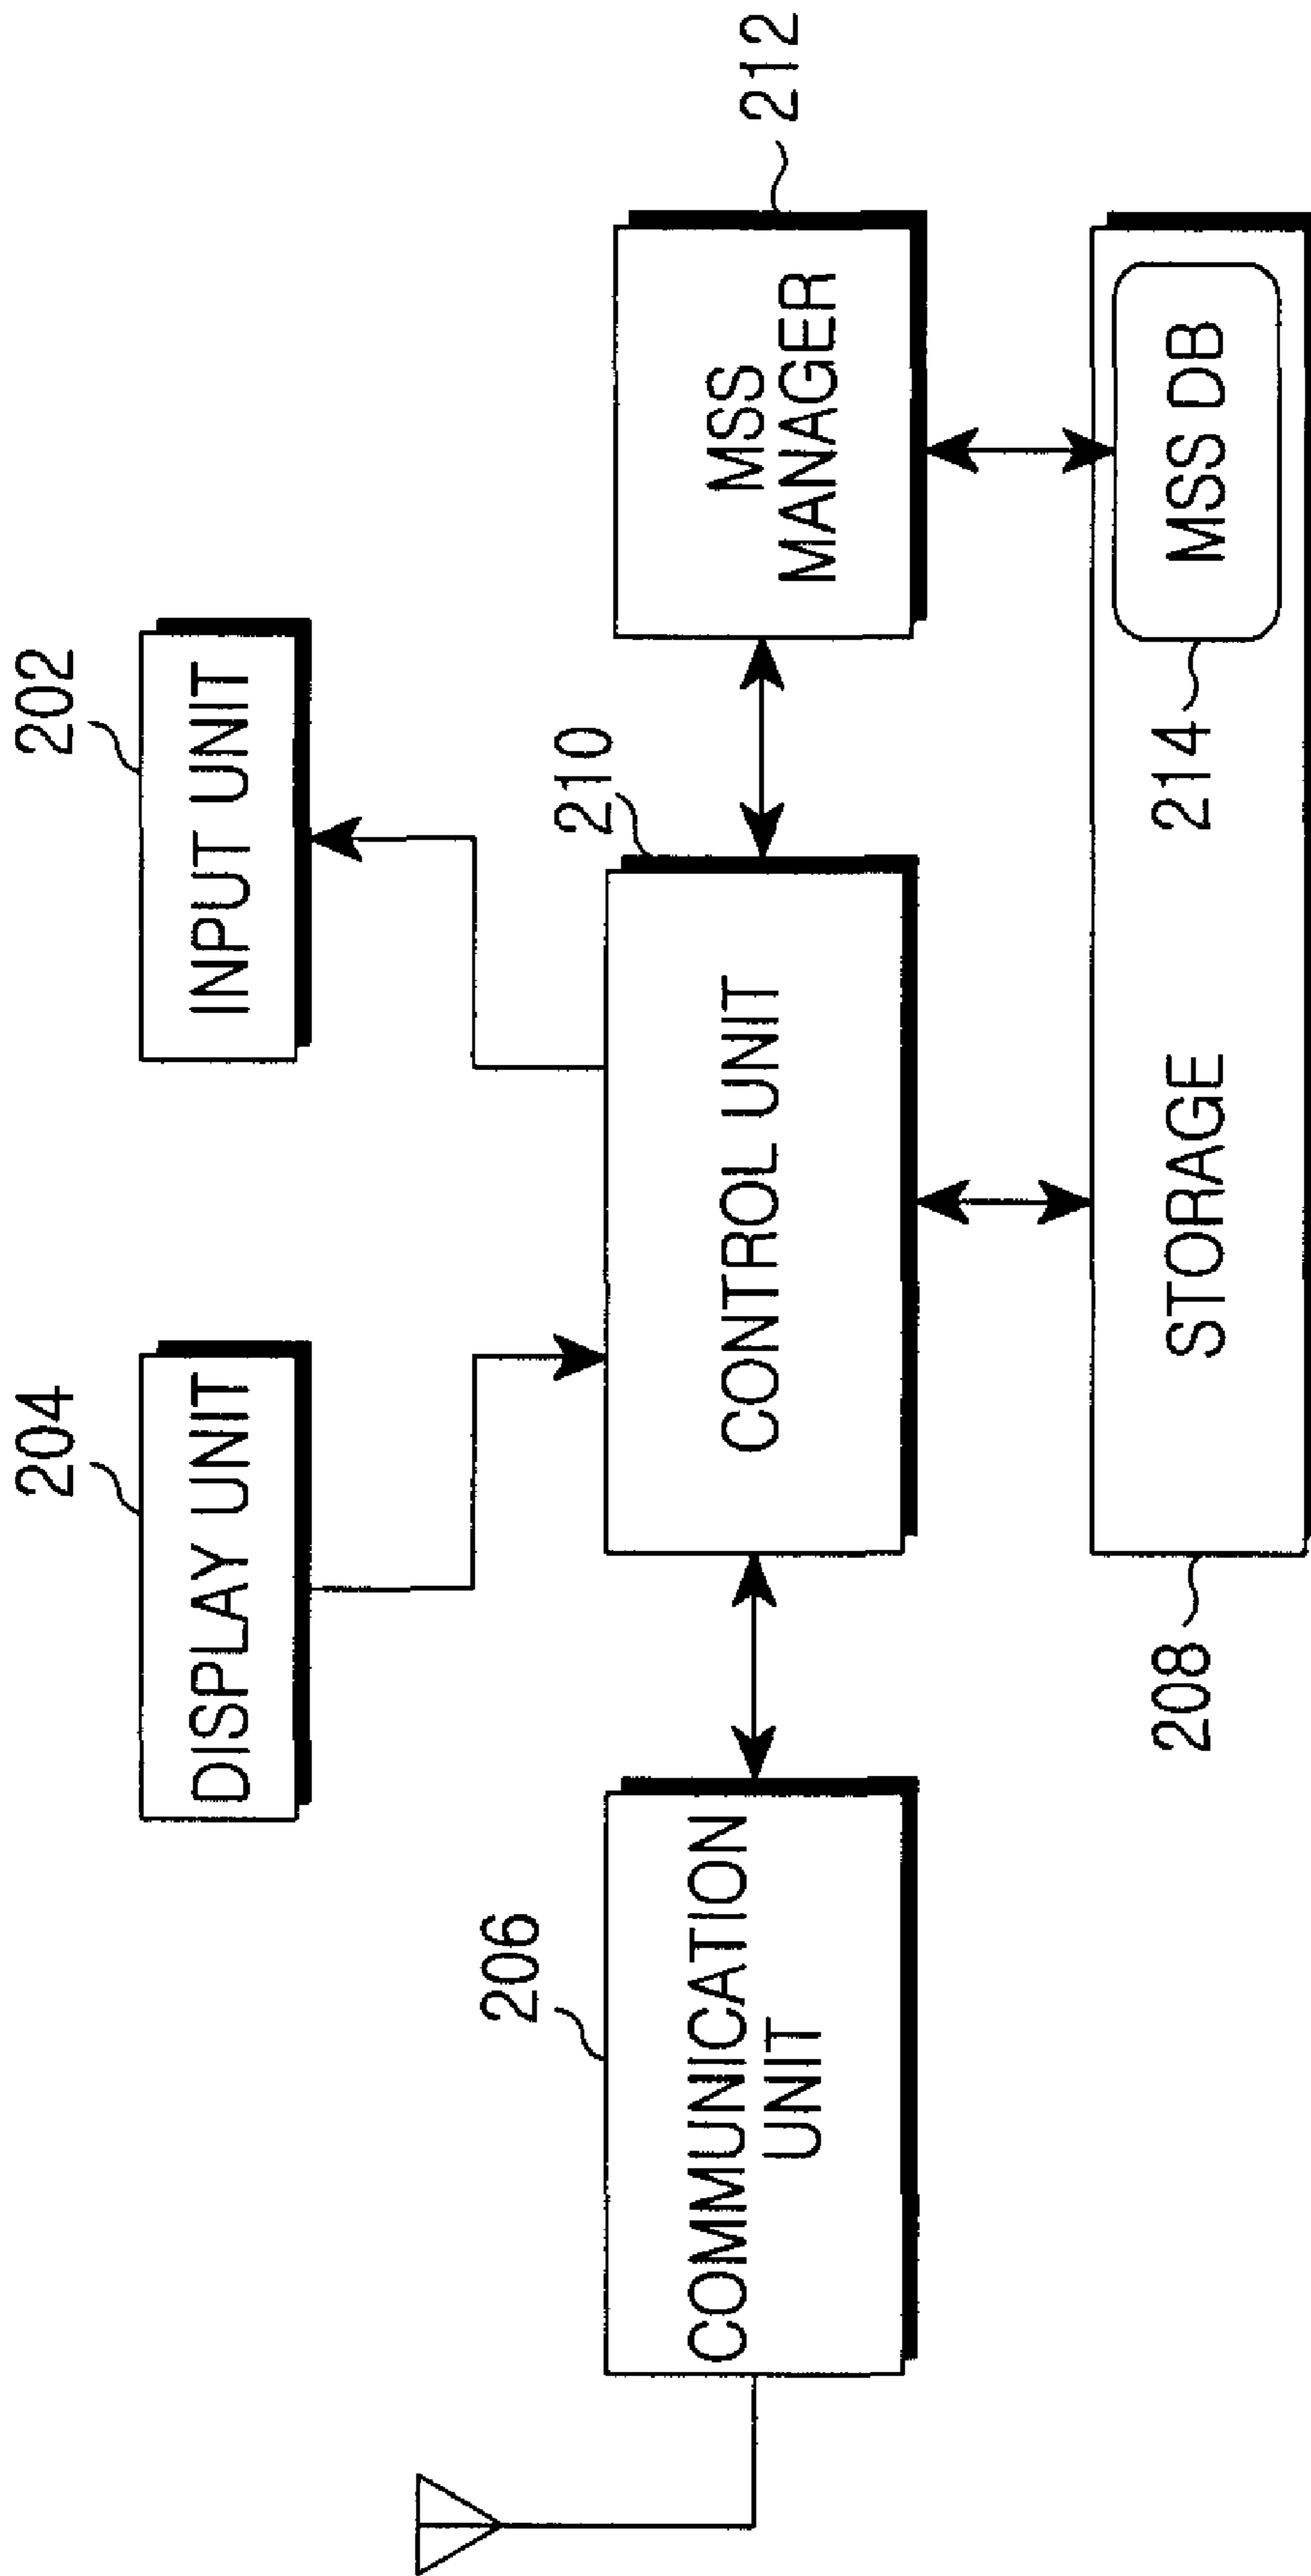 204
202
DISPLAY UNIT
INPUT UNIT
206
210
212
COMMUNICATION
UNIT
CONTROL UNIT
MSS
MANAGER
208
STORAGE
214
MSS DB